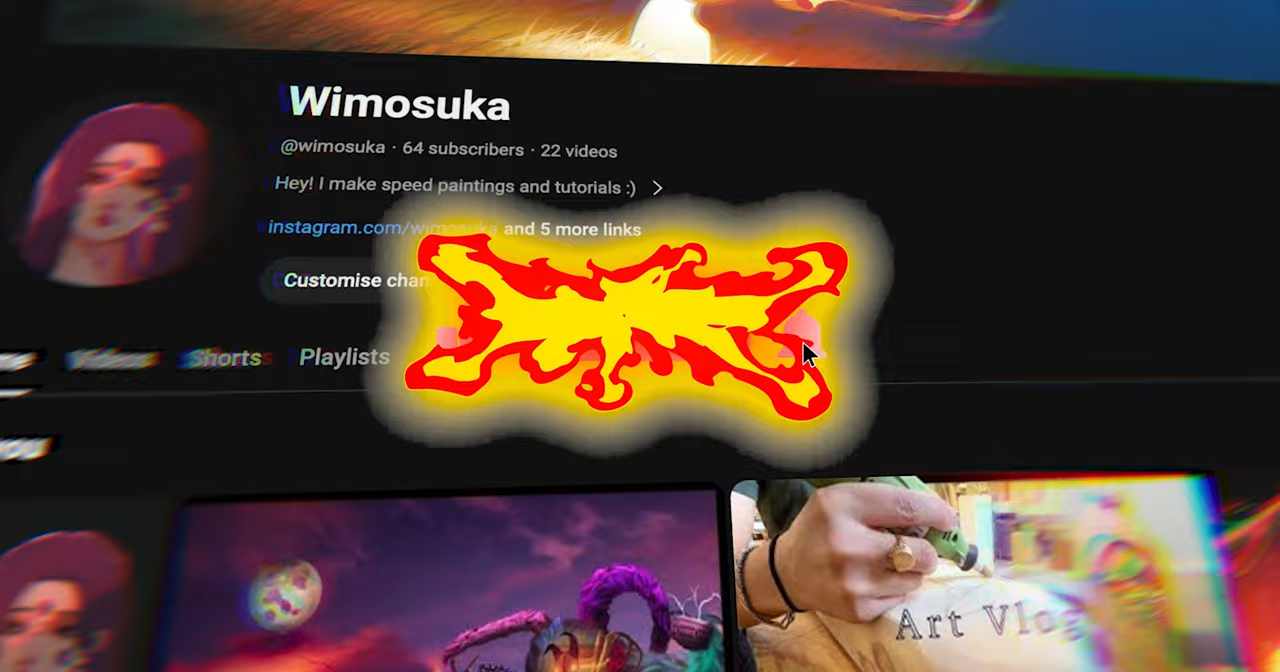 Wimosuka
@wimosuka · 64 subscribers · 22 videos
Hey! I make speed paintings and tutorials :)
instagram.com/wimosuka and 5 more links
Customise chan
Videos Shorts Playlists
Art Vlog